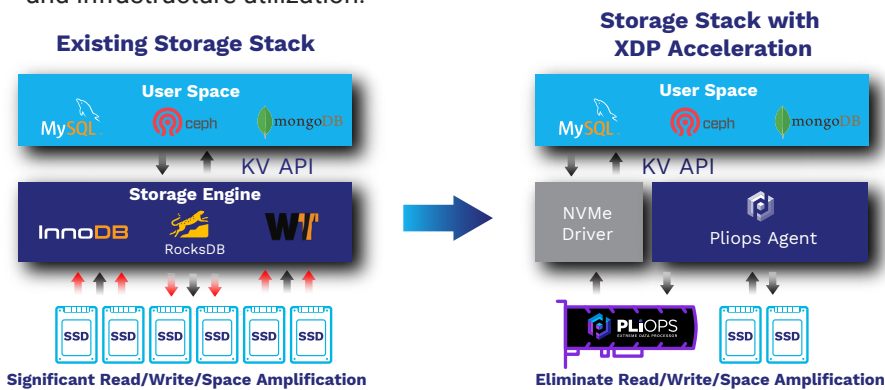 and infrastructure utilization.
Existing Storage Stack
User Space
MySQL
ceph
mongoDB
KV API
Storage Engine
InnoDB
RocksDB
WT
SSD SSD SSD SSD SSD SSD
Significant Read/Write/Space Amplification
Storage Stack with
XDP Acceleration
User Space
MySQL
ceph
mongoDB
KV API
NVMe
Driver
Pliops Agent
PLiOPS
EXTREME DATA PROCESSOR
SSD SSD
Eliminate Read/Write/Space Amplification